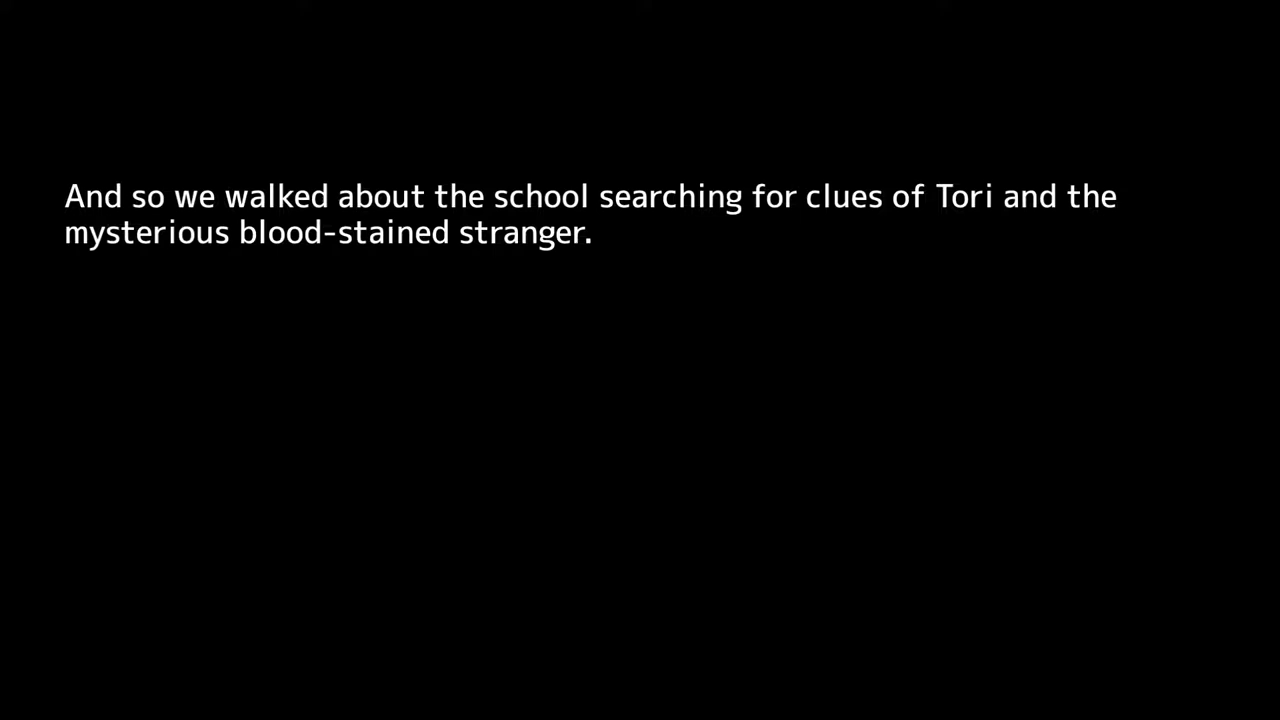 And so we walked about the school searching for clues of Tori and the
mysterious blood-stained stranger.